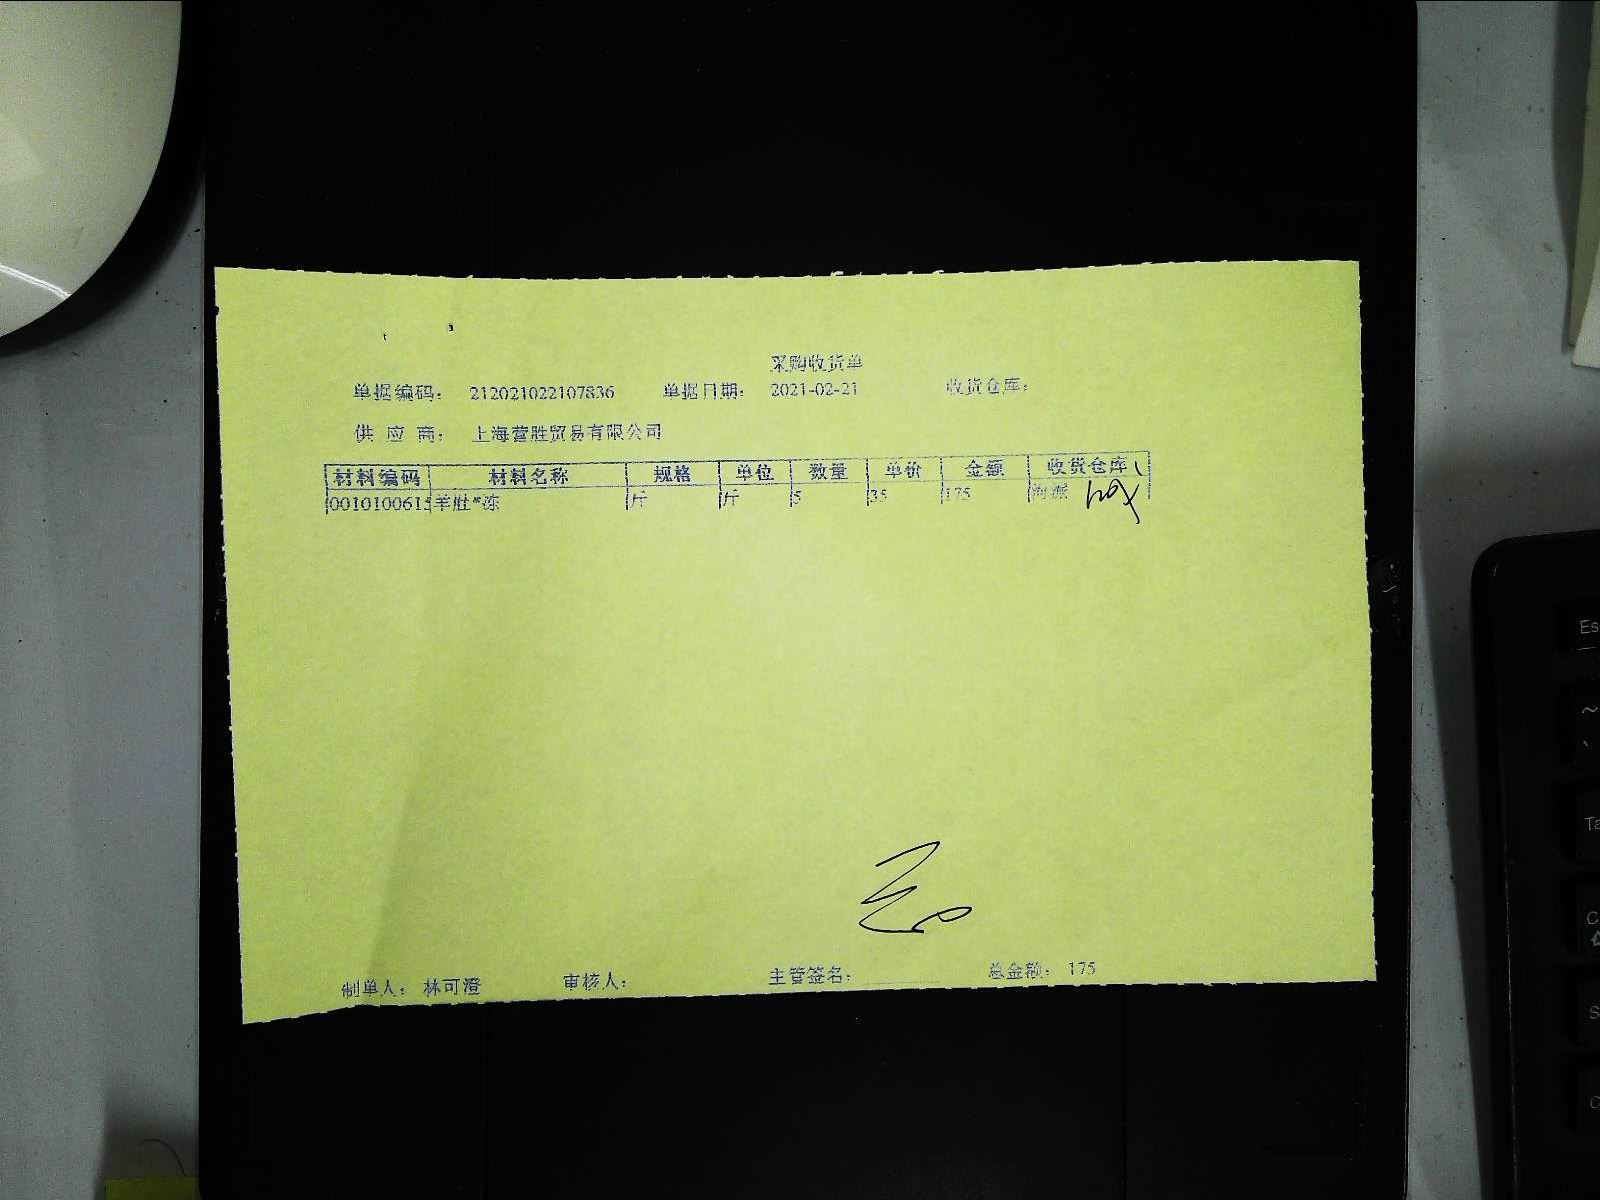 采购收货单
单据编码： 212021022107836 单据日期： 2021-02-21 收货仓库：
供 应 商： 上海营胜贸易有限公司
材料编码 材料名称 规格 单位 数量 单价 金额 收货仓库
0010100615 羊肚*冻 斤 斤 5 35 175 海派
制单人： 林可澄 审核人： 主管签名： 总金额： 175
Es
~
Ta